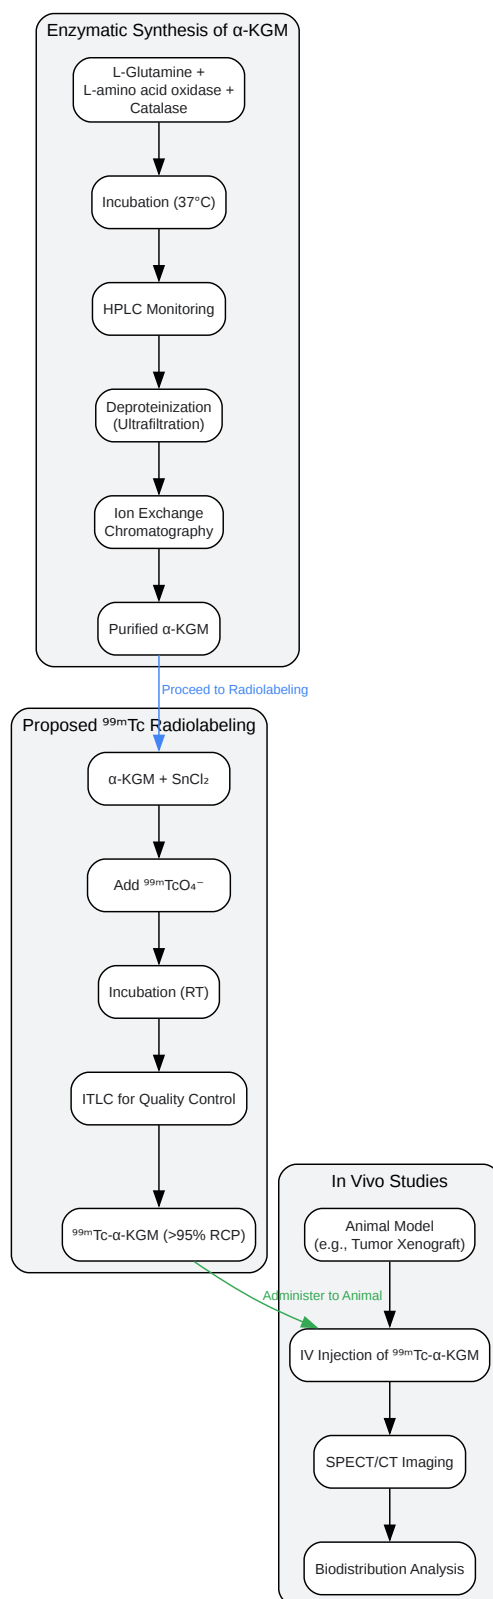 Enzymatic Synthesis of α-KGM
L-Glutamine +
L-amino acid oxidase +
Catalase
Incubation (37°C)
HPLC Monitoring
Deproteinization
(Ultrafiltration)
Ion Exchange
Chromatography
Purified α-KGM
Proceed to Radiolabeling
Proposed ⁹⁹ᵐTc Radiolabeling
α-KGM + SnCl₂
Add ⁹⁹ᵐTcO₄⁻
Incubation (RT)
ITLC for Quality Control
⁹⁹ᵐTc-α-KGM (>95% RCP)
Administer to Animal
In Vivo Studies
Animal Model
(e.g., Tumor Xenograft)
IV Injection of ⁹⁹ᵐTc-α-KGM
SPECT/CT Imaging
Biodistribution Analysis